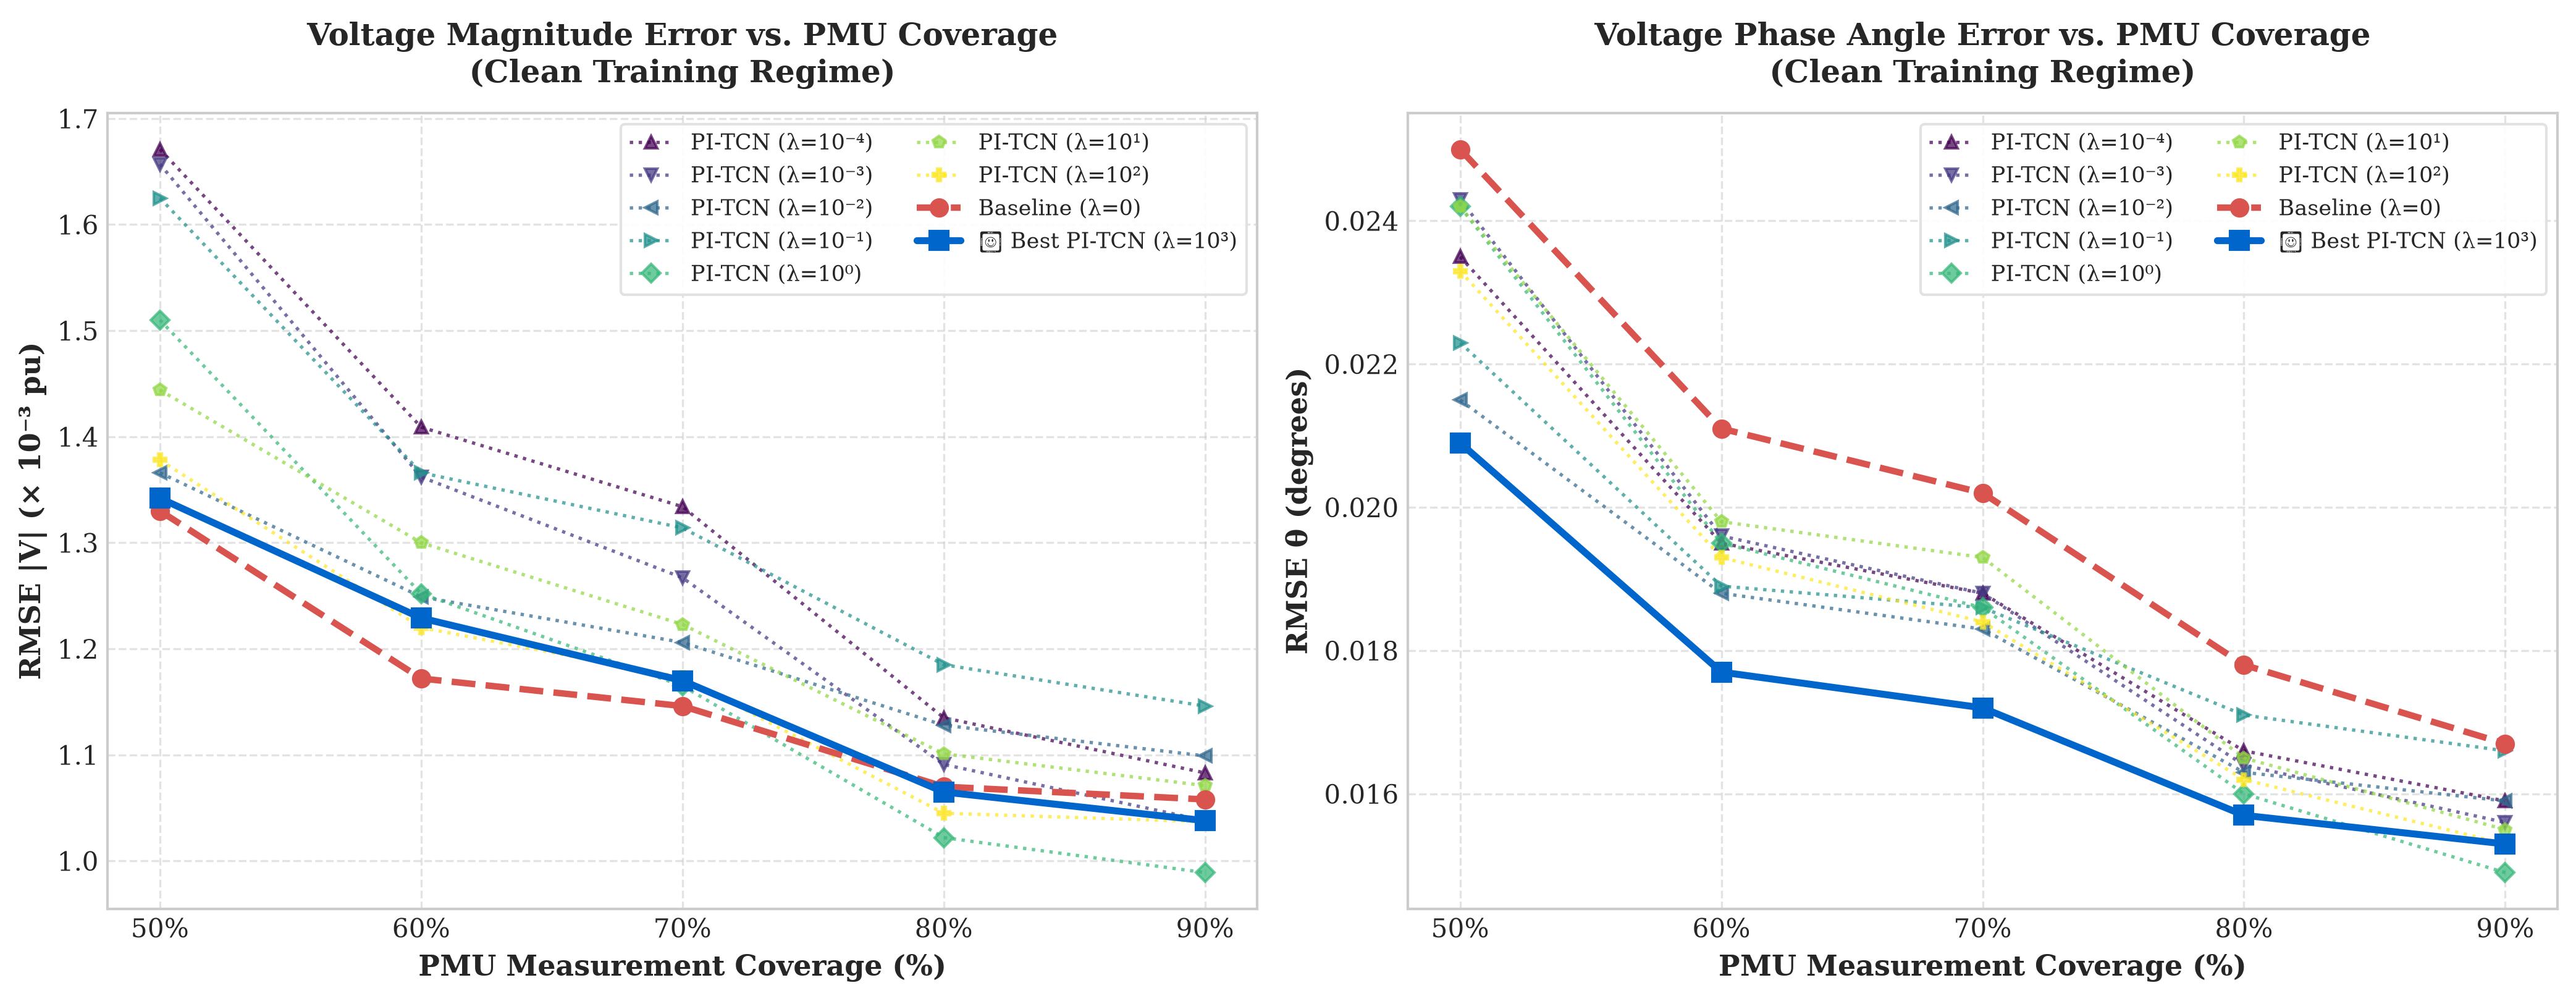 Voltage Magnitude Error vs. PMU Coverage
(Clean Training Regime)
RMSE |V| (× 10⁻³ pu)
1.7
1.6
1.5
1.4
1.3
1.2
1.1
1.0
PI-TCN (λ=10⁻⁴)
PI-TCN (λ=10⁻³)
PI-TCN (λ=10⁻²)
PI-TCN (λ=10⁻¹)
PI-TCN (λ=10⁰)
PI-TCN (λ=10¹)
PI-TCN (λ=10²)
Baseline (λ=0)
Best PI-TCN (λ=10³)
50% 60% 70% 80% 90%
PMU Measurement Coverage (%)
Voltage Phase Angle Error vs. PMU Coverage
(Clean Training Regime)
RMSE θ (degrees)
0.024
0.022
0.020
0.018
0.016
PI-TCN (λ=10⁻⁴)
PI-TCN (λ=10⁻³)
PI-TCN (λ=10⁻²)
PI-TCN (λ=10⁻¹)
PI-TCN (λ=10⁰)
PI-TCN (λ=10¹)
PI-TCN (λ=10²)
Baseline (λ=0)
Best PI-TCN (λ=10³)
50% 60% 70% 80% 90%
PMU Measurement Coverage (%)